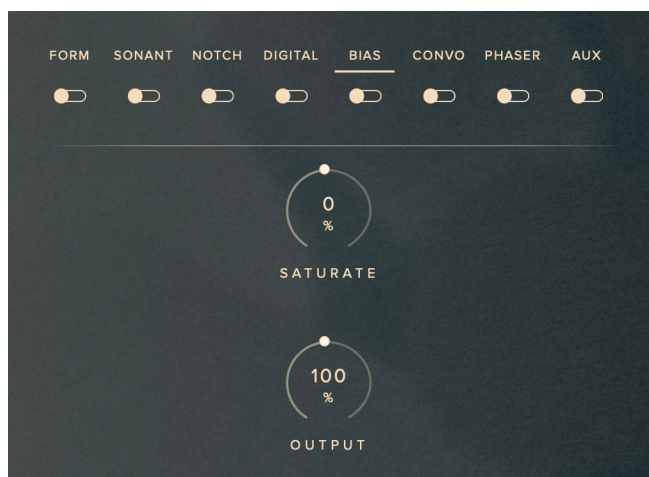 FORM SONANT NOTCH DIGITAL BIAS CONVO PHASER AUX
0
%
SATURATE
100
%
OUTPUT